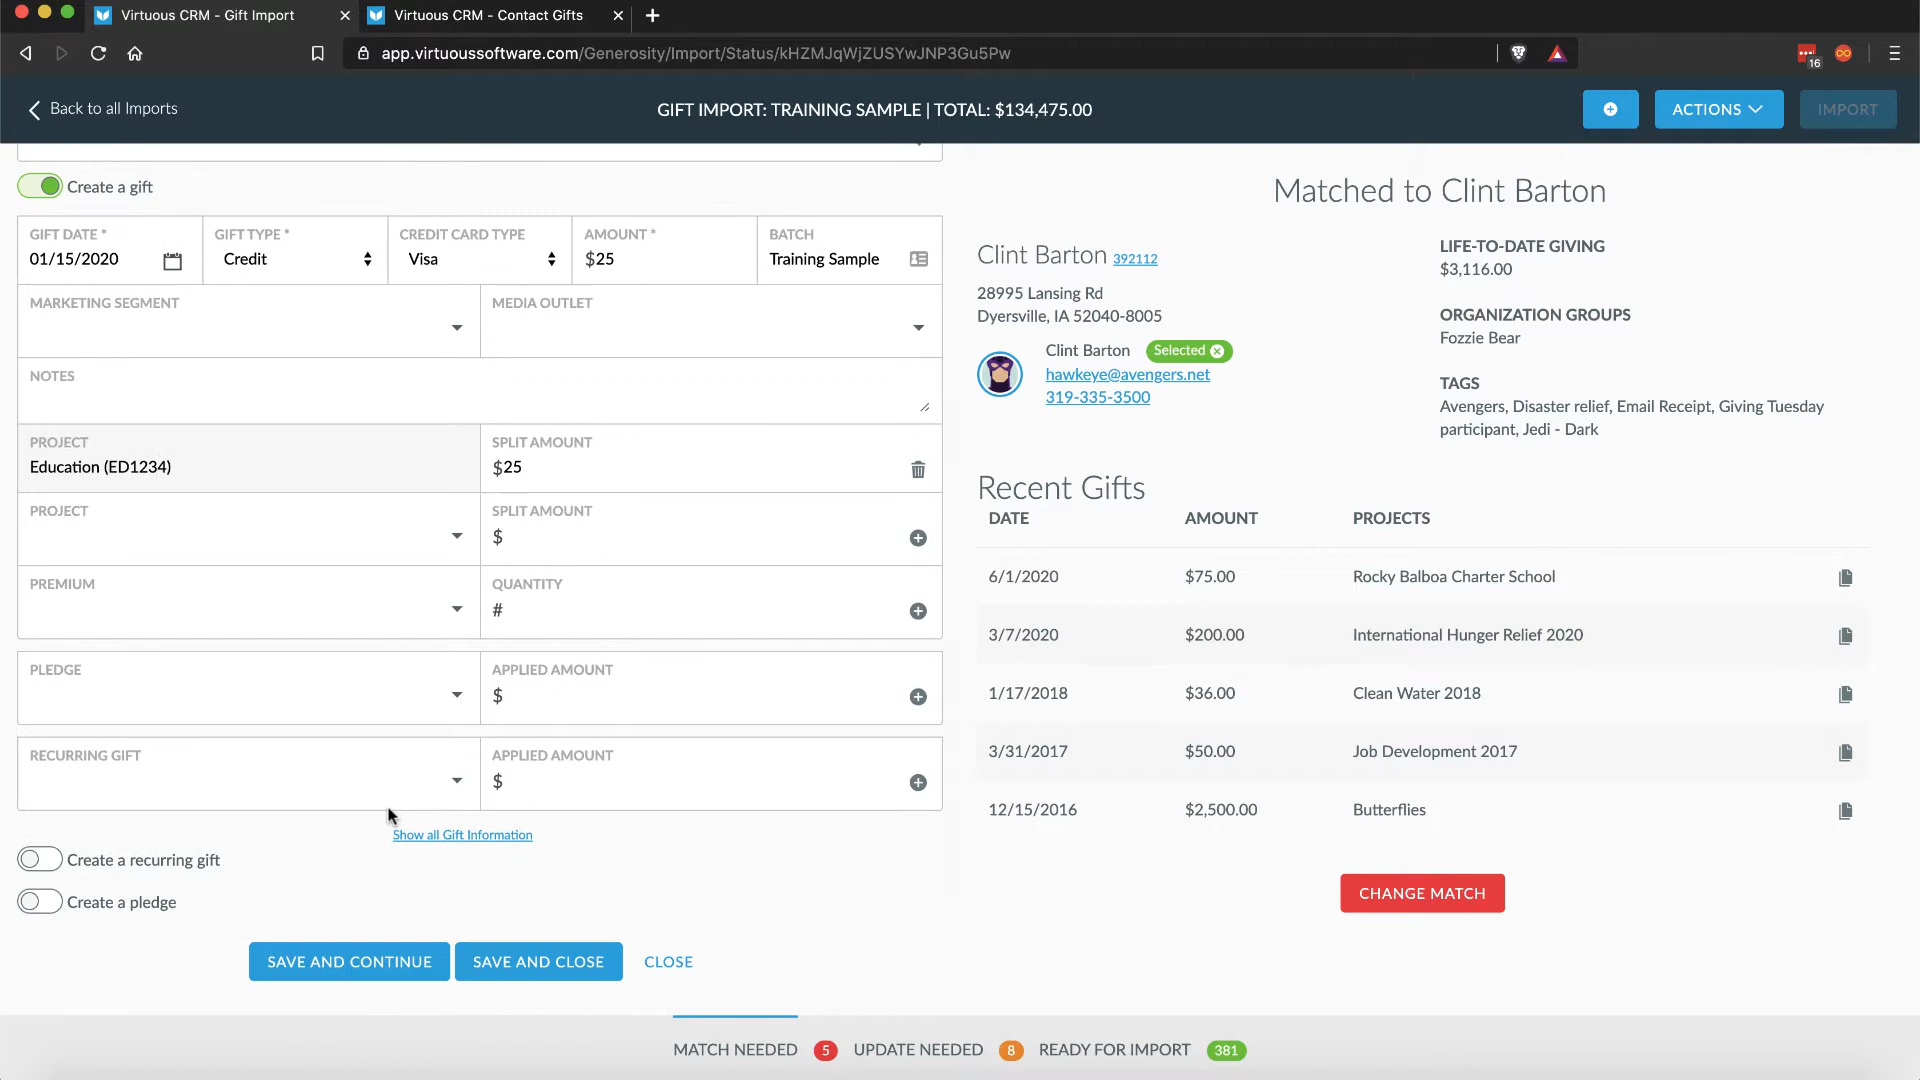 Virtuous CRM - Gift Import
Virtuous CRM - Contact Gifts
app.virtuoussoftware.com/Generosity/Import/Status/kHZMJqWjZUSYwJNP3Gu5Pw
16
Back to all Imports
GIFT IMPORT: TRAINING SAMPLE | TOTAL: $134,475.00
ACTIONS
IMPORT
Create a gift
GIFT DATE * GIFT TYPE * CREDIT CARD TYPE AMOUNT * BATCH
01/15/2020 Credit Visa $25 Training Sample
MARKETING SEGMENT MEDIA OUTLET
NOTES
PROJECT SPLIT AMOUNT
Education (ED1234) $25
PROJECT SPLIT AMOUNT
$
PREMIUM QUANTITY
#
PLEDGE APPLIED AMOUNT
$
RECURRING GIFT APPLIED AMOUNT
$
Show all Gift Information
Create a recurring gift
Create a pledge
SAVE AND CONTINUE SAVE AND CLOSE CLOSE
Matched to Clint Barton
Clint Barton 392112
28995 Lansing Rd
Dyersville, IA 52040-8005
Clint Barton Selected
hawkeye@avengers.net
319-335-3500
LIFE-TO-DATE GIVING
$3,116.00
ORGANIZATION GROUPS
Fozzie Bear
TAGS
Avengers, Disaster relief, Email Receipt, Giving Tuesday
participant, Jedi - Dark
Recent Gifts
DATE AMOUNT PROJECTS
6/1/2020 $75.00 Rocky Balboa Charter School
3/7/2020 $200.00 International Hunger Relief 2020
1/17/2018 $36.00 Clean Water 2018
3/31/2017 $50.00 Job Development 2017
12/15/2016 $2,500.00 Butterflies
CHANGE MATCH
MATCH NEEDED 5 UPDATE NEEDED 8 READY FOR IMPORT 381